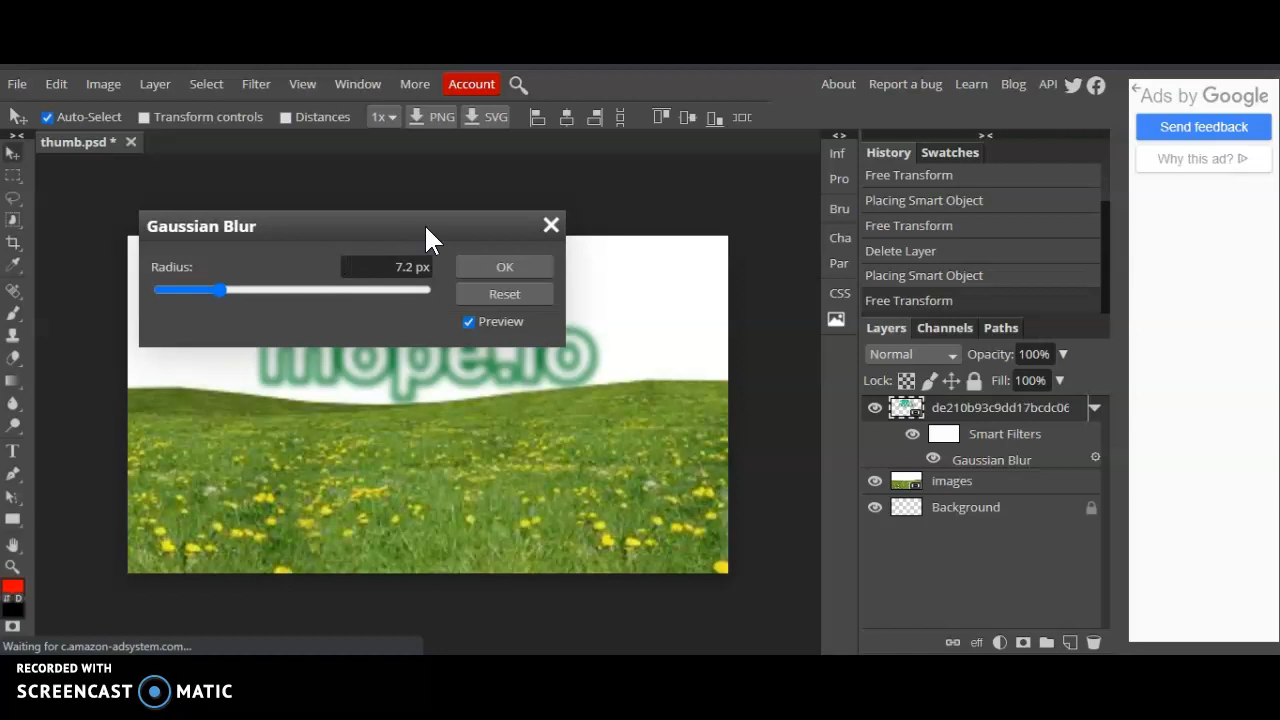 File Edit Image Layer Select Filter View Window More Account About Report a bug Learn Blog API
Auto-Select Transform controls Distances 1x PNG SVG
thumb.psd *
Gaussian Blur
Radius: 7.2 px
OK
Reset
Preview
mope.io
Inf
Pro
Bru
Cha
Par
CSS
History Swatches
Free Transform
Placing Smart Object
Free Transform
Delete Layer
Placing Smart Object
Free Transform
Layers Channels Paths
Normal Opacity: 100%
Lock: Fill: 100%
de210b93c9dd17bcdc06
Smart Filters
Gaussian Blur
images
Background
eff
D
Ads by Google
Send feedback
Why this ad?
Waiting for c.amazon-adsystem.com...
RECORDED WITH
SCREENCAST MATIC